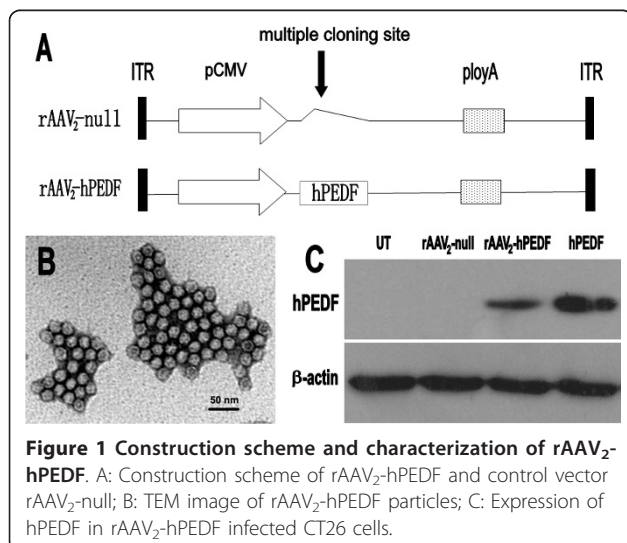 multiple cloning site
A
ITR pCMV ployA ITR
rAAV₂-null
rAAV₂-hPEDF hPEDF
B
50 nm
C
UT rAAV₂-null rAAV₂-hPEDF hPEDF
hPEDF
β-actin
Figure 1 Construction scheme and characterization of rAAV₂-
hPEDF. A: Construction scheme of rAAV₂-hPEDF and control vector
rAAV₂-null; B: TEM image of rAAV₂-hPEDF particles; C: Expression of
hPEDF in rAAV₂-hPEDF infected CT26 cells.